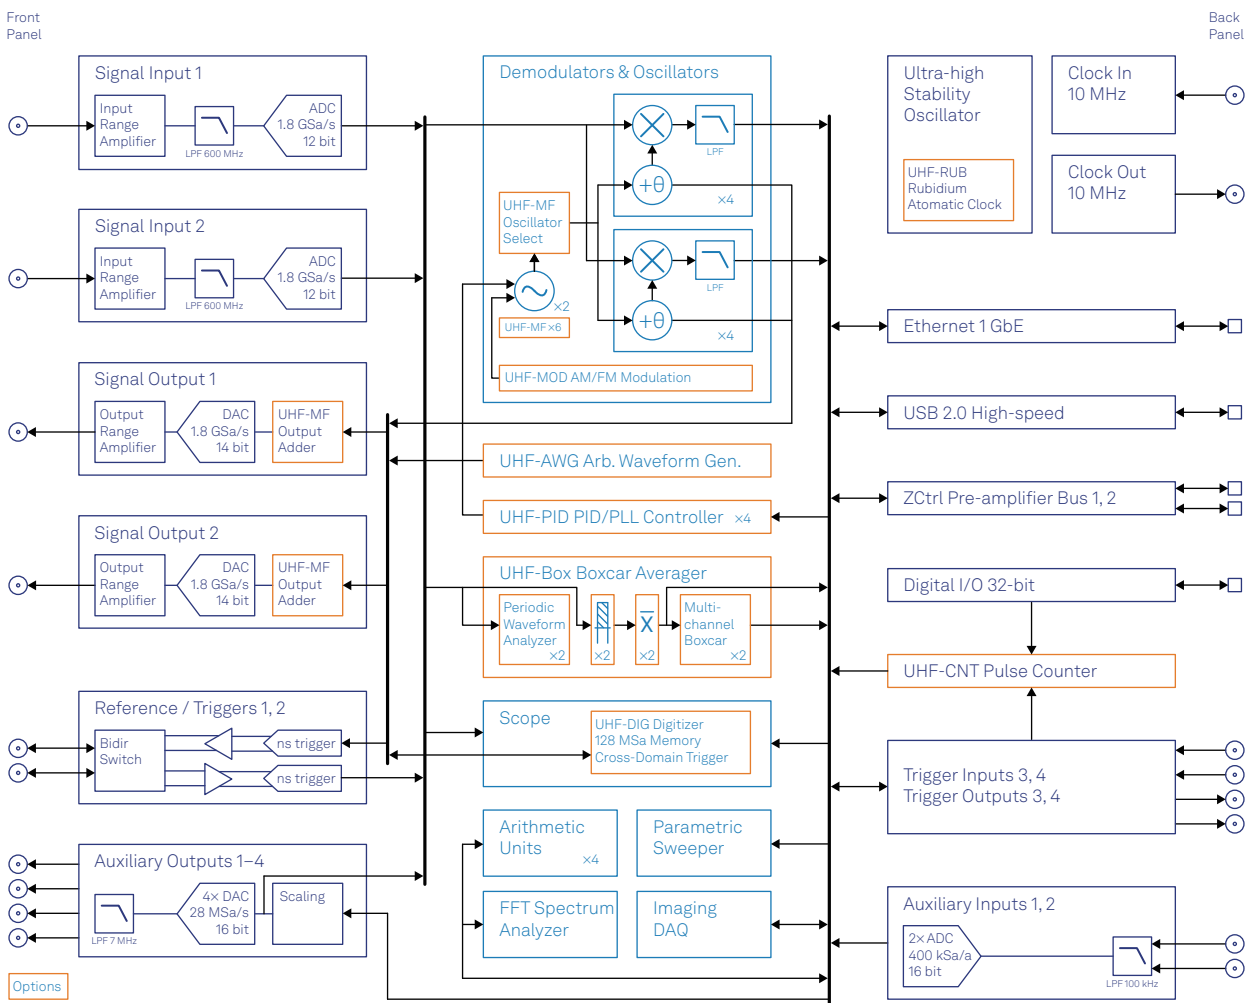 Front
Panel
Back
Panel
Signal Input 1
Input
Range
Amplifier
LPF 600 MHz
ADC
1.8 GSa/s
12 bit
Signal Input 2
Input
Range
Amplifier
LPF 600 MHz
ADC
1.8 GSa/s
12 bit
Signal Output 1
Output
Range
Amplifier
DAC
1.8 GSa/s
14 bit
UHF-MF
Output
Adder
Signal Output 2
Output
Range
Amplifier
DAC
1.8 GSa/s
14 bit
UHF-MF
Output
Adder
Reference / Triggers 1, 2
Bidir
Switch
ns trigger
ns trigger
Auxiliary Outputs 1–4
LPF 7 MHz
4× DAC
28 MSa/s
16 bit
Scaling
Options
Demodulators & Oscillators
LPF
+θ
×4
UHF-MF
Oscillator
Select
×2
UHF-MF×6
LPF
+θ
×4
UHF-MOD AM/FM Modulation
UHF-AWG Arb. Waveform Gen.
UHF-PID PID/PLL Controller ×4
UHF-Box Boxcar Averager
Periodic
Waveform
Analyzer
×2
×2
X̅
×2
Multi-
channel
Boxcar
×2
Scope
UHF-DIG Digitizer
128 MSa Memory
Cross-Domain Trigger
Arithmetic
Units
×4
Parametric
Sweeper
FFT Spectrum
Analyzer
Imaging
DAQ
Ultra-high
Stability
Oscillator
UHF-RUB
Rubidium
Atomatic Clock
Clock In
10 MHz
Clock Out
10 MHz
Ethernet 1 GbE
USB 2.0 High-speed
ZCtrl Pre-amplifier Bus 1, 2
Digital I/O 32-bit
UHF-CNT Pulse Counter
Trigger Inputs 3, 4
Trigger Outputs 3, 4
Auxiliary Inputs 1, 2
2× ADC
400 kSa/a
16 bit
LPF 100 kHz